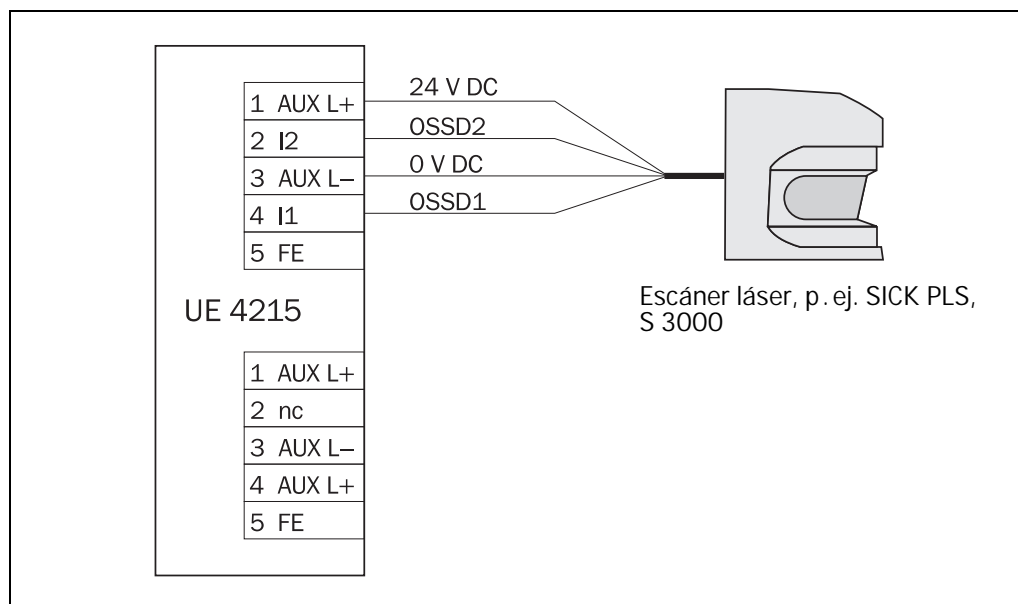 1 AUX L+
2 I2
3 AUX L–
4 I1
5 FE
24 V DC
OSSD2
0 V DC
OSSD1
UE 4215
Escáner láser, p. ej. SICK PLS,
S 3000
1 AUX L+
2 nc
3 AUX L–
4 AUX L+
5 FE